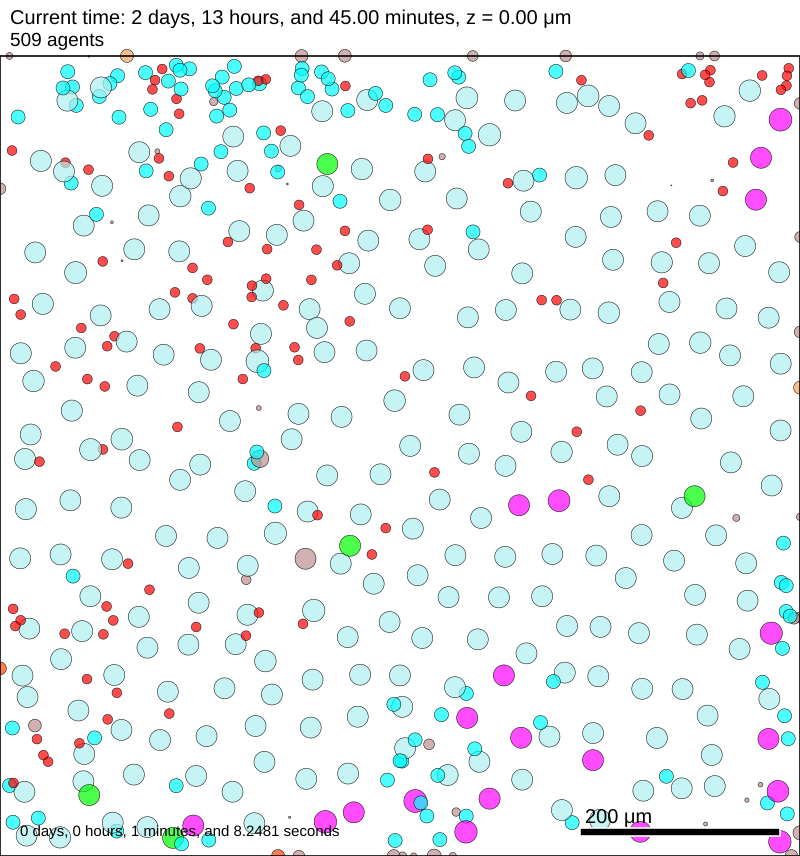 Current time: 2 days, 13 hours, and 45.00 minutes, z = 0.00 μm
509 agents
200 μm
0 days, 0 hours, 1 minutes, and 8.2481 seconds